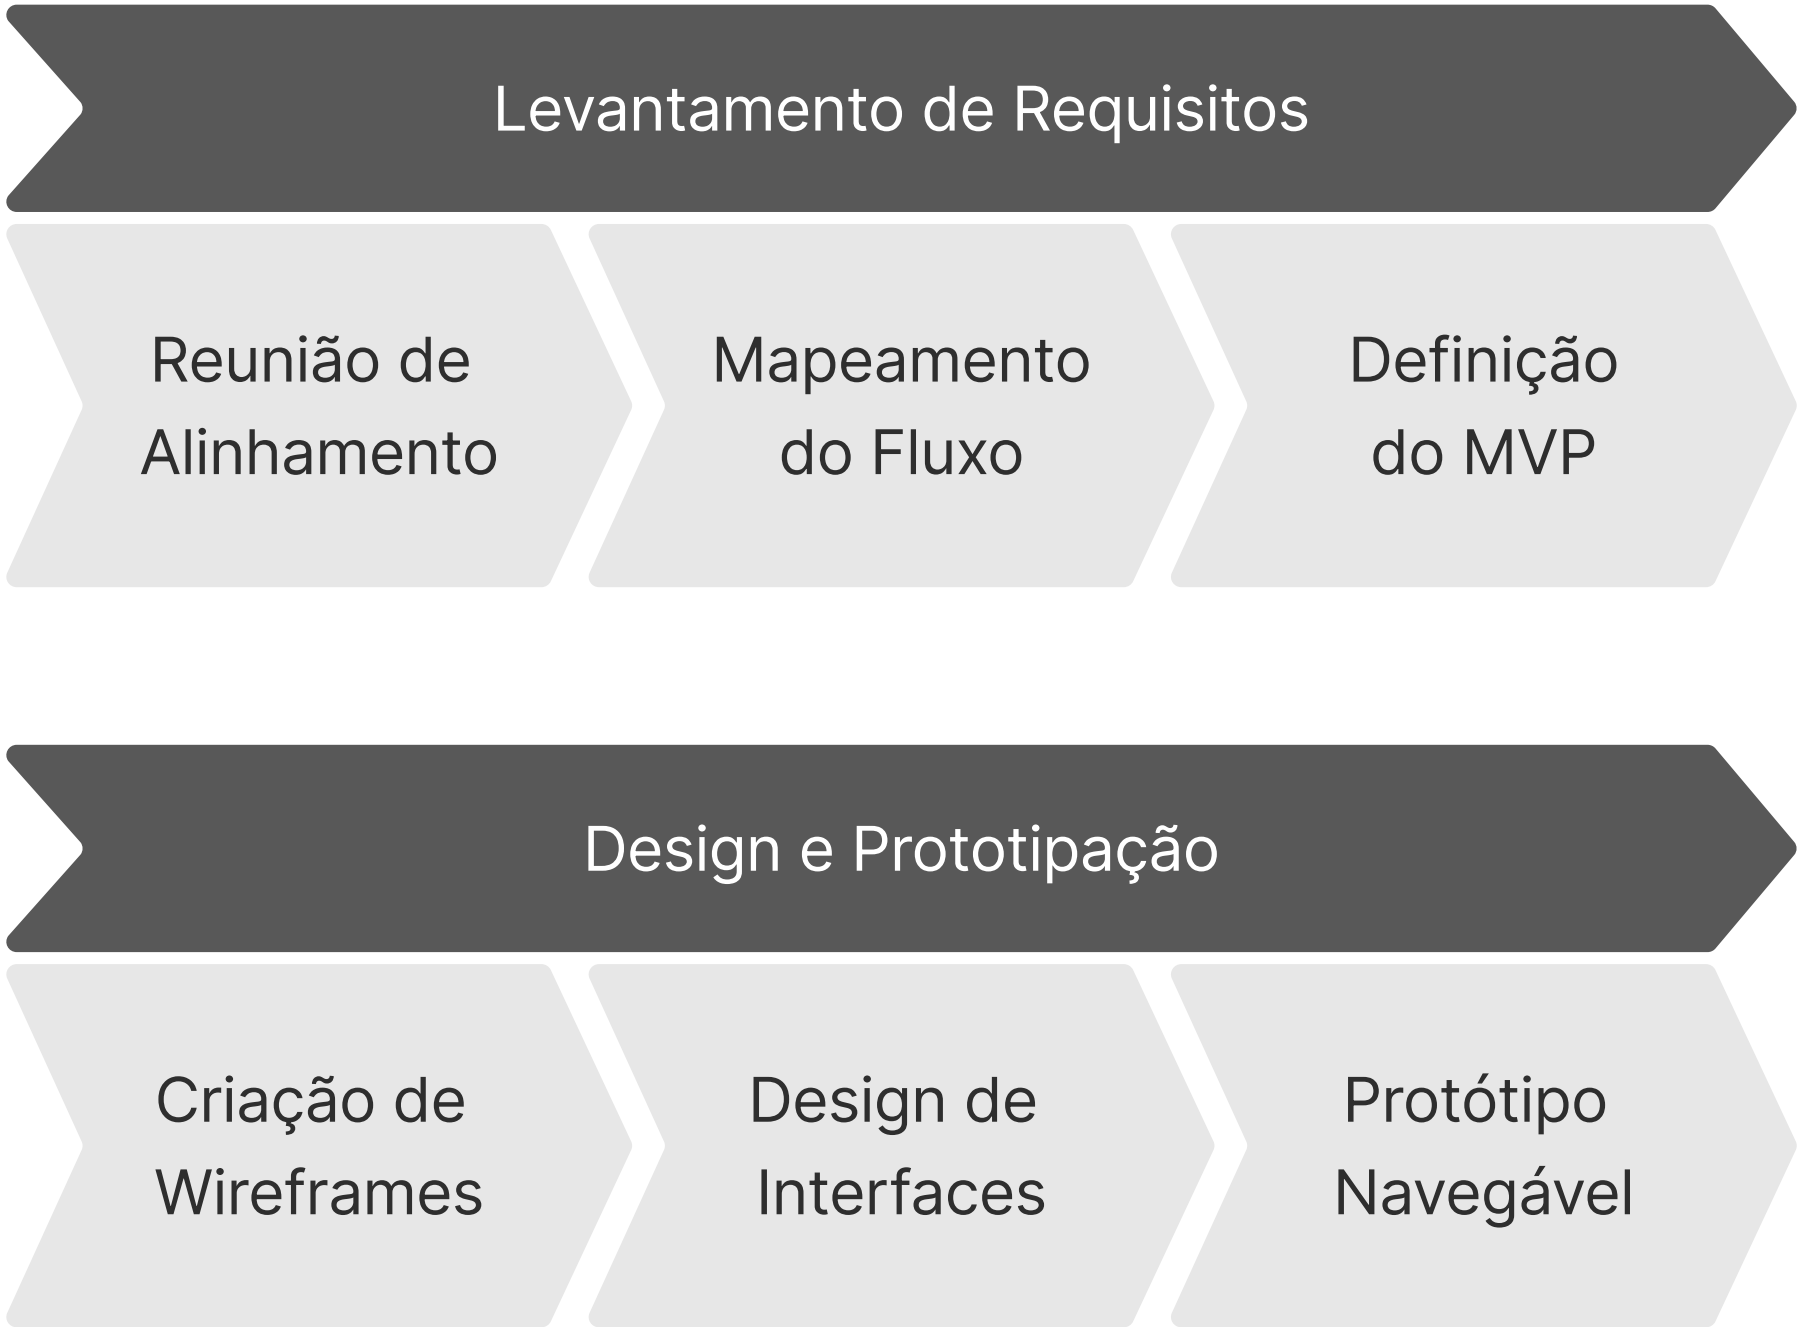 Levantamento de Requisitos
Reunião de
Alinhamento
Mapeamento
do Fluxo
Definição
do MVP
Design e Prototipação
Criação de
Wireframes
Design de
Interfaces
Protótipo
Navegável